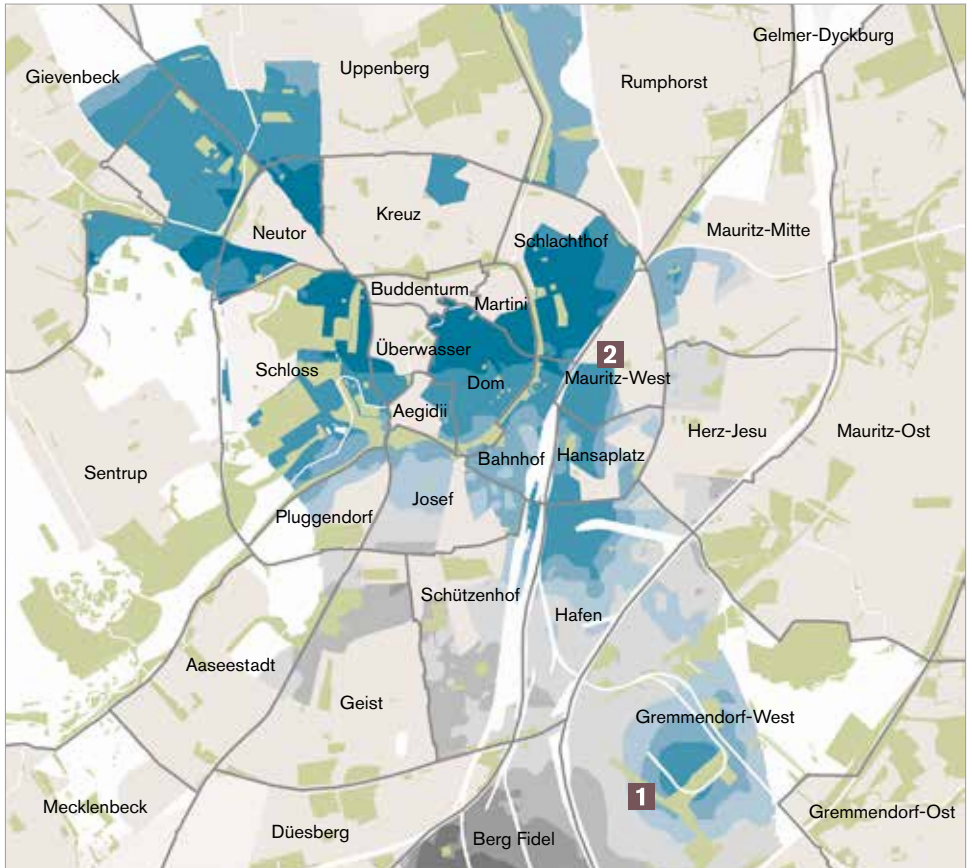 Gelmer-Dyckburg
Gievenbeck
Uppenberg
Rumphorst
Kreuz
Neutor
Schlachthof
Mauritz-Mitte
Buddenturm
Martini
Überwasser
2
Schloss
Dom
Mauritz-West
Aegidii
Herz-Jesu
Mauritz-Ost
Sentrup
Bahnhof
Hansaplatz
Josef
Pluggendorf
Schützenhof
Hafen
Aaseestadt
Geist
Gremmendorf-West
1
Mecklenbeck
Gremmendorf-Ost
Düesberg
Berg Fidel